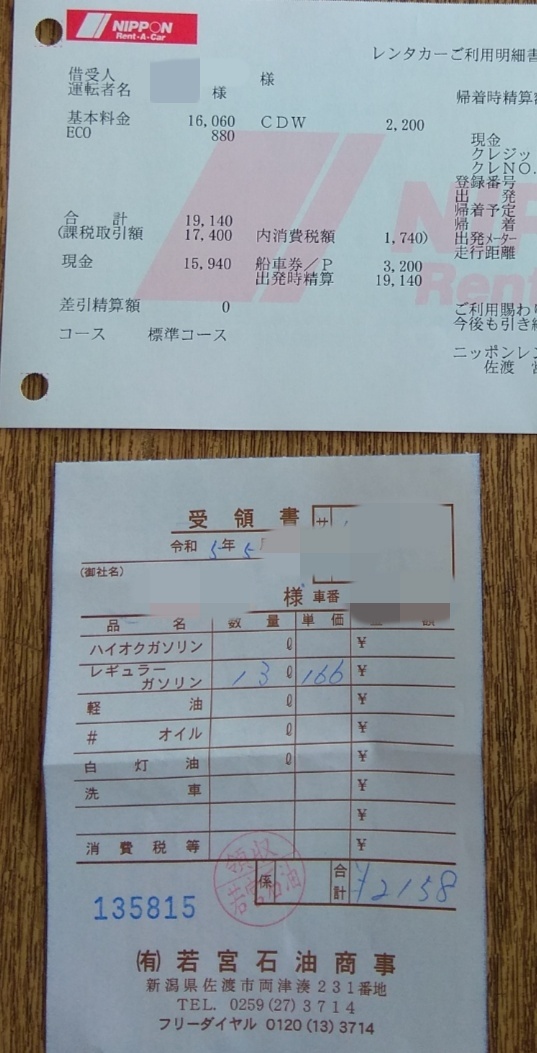 NIPPON
Rent-A-Car
レンタカーご利用明細書
借受人 様
運転者名 様
帰着時精算額
基本料金 16,060 CDW 2,200
ECO 880
現金
クレジッ
クレNO.
登録番号
出 発
帰着予定
帰 着
出発メーター
走行距離
合 計 19,140
(課税取引額 17,400 内消費税額 1,740)
現金 15,940 船車券/P 3,200
出発時精算 19,140
差引精算額 0
ご利用賜わり
今後も引き続
コース 標準コース
ニッポンレン
佐渡 営
受領書
令和 5年 5
(御社名)
様 車番
品 名 数 量 単 価 金 額
ハイオクガソリン ℓ ¥
レギュラーガソリン 13 ℓ 166 ¥
軽 油 ℓ ¥
# オイル ℓ ¥
白 灯 油 ℓ ¥
洗 車 ¥
¥
消費税等 ¥
領収
若宮石油
係
合計 ¥2158
135815
(有)若宮石油商事
新潟県佐渡市両津湊231番地
TEL. 0259(27)3714
フリーダイヤル 0120(13)3714